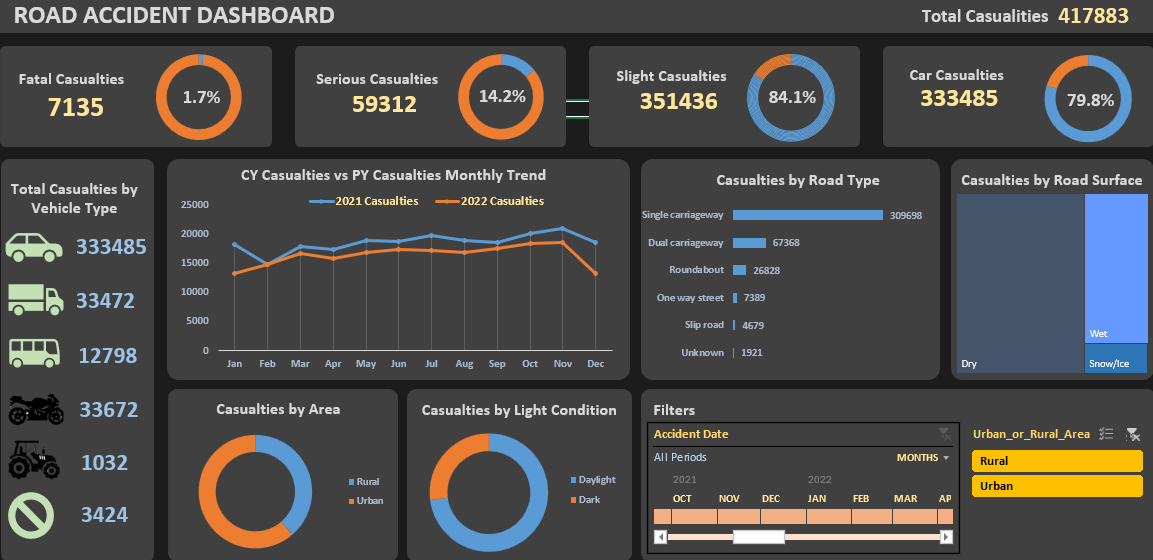 ROAD ACCIDENT DASHBOARD
Total Casualities 417883
Fatal Casualties
7135
1.7%
Serious Casualties
59312
14.2%
Slight Casualties
351436
84.1%
Car Casualties
333485
79.8%
Total Casualties by
Vehicle Type
333485
33472
12798
33672
1032
3424
CY Casualties vs PY Casualties Monthly Trend
2021 Casualties 2022 Casualties
25000
20000
15000
10000
5000
0
Jan Feb Mar Apr May Jun Jul Aug Sep Oct Nov Dec
Casualties by Road Type
Single carriageway 309698
Dual carriageway 67368
Roundabout 26828
One way street 7389
Slip road 4679
Unknown 1921
Casualties by Road Surface
Dry
Wet
Snow/Ice
Casualties by Area
Rural
Urban
Casualties by Light Condition
Daylight
Dark
Filters
Accident Date
All Periods MONTHS
2021 2022
OCT NOV DEC JAN FEB MAR AP
Urban_or_Rural_Area
Rural
Urban